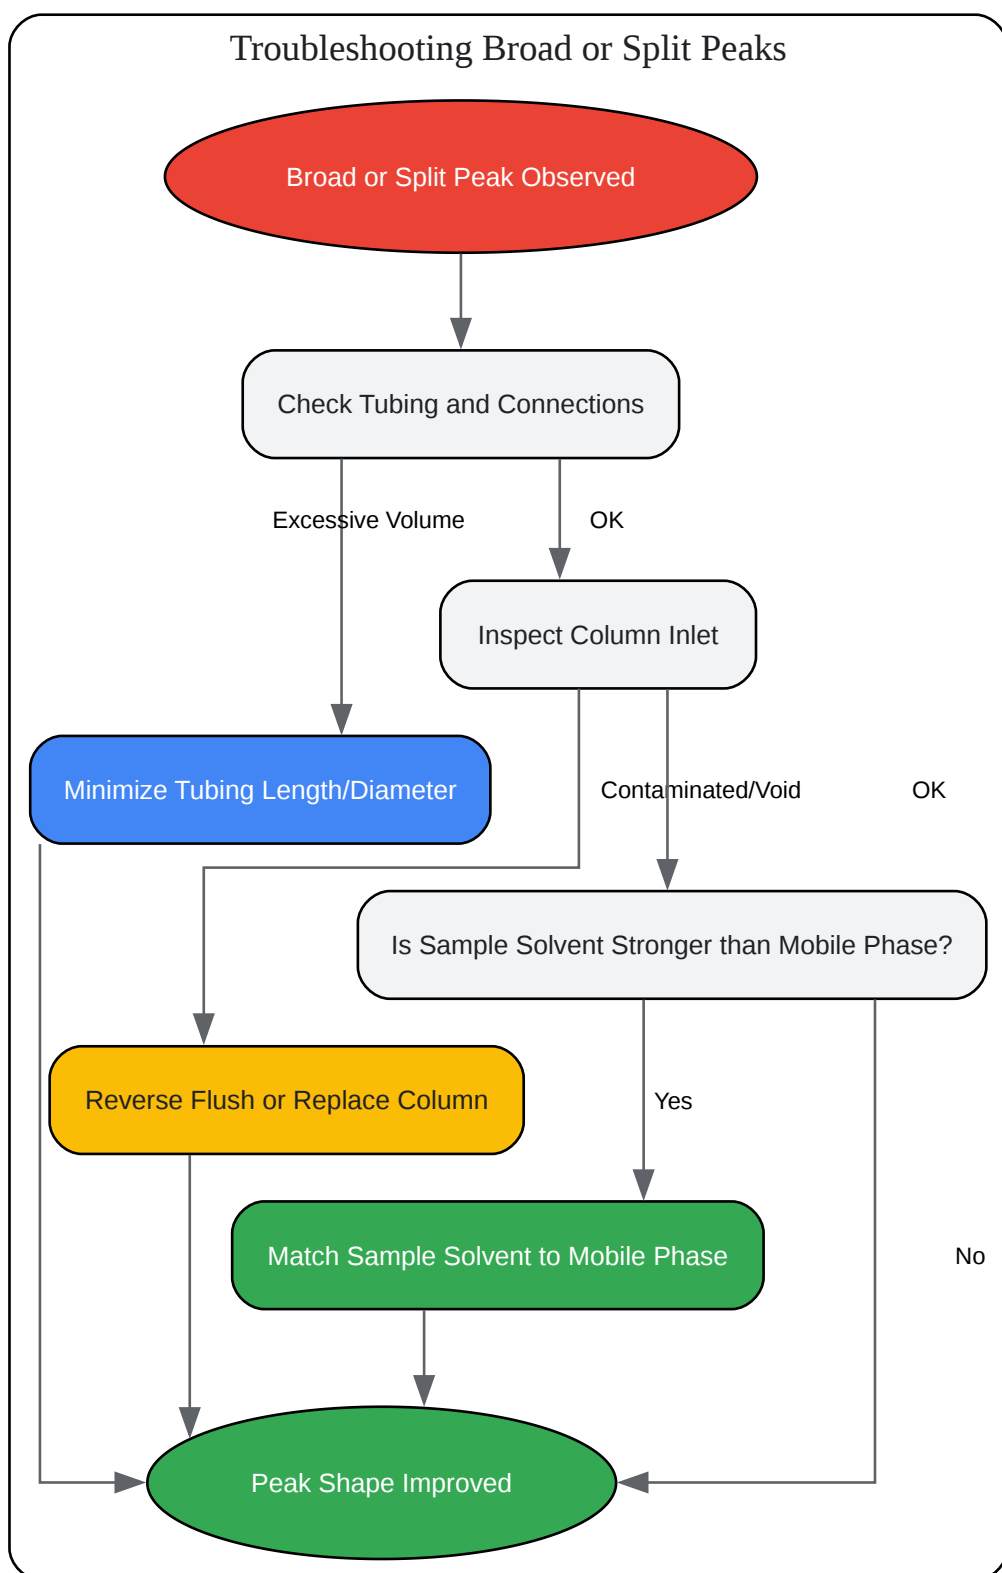 Troubleshooting Broad or Split Peaks
Broad or Split Peak Observed
Check Tubing and Connections
Excessive Volume
OK
Inspect Column Inlet
Minimize Tubing Length/Diameter
Contaminated/Void
OK
Is Sample Solvent Stronger than Mobile Phase?
Reverse Flush or Replace Column
Yes
Match Sample Solvent to Mobile Phase
No
Peak Shape Improved